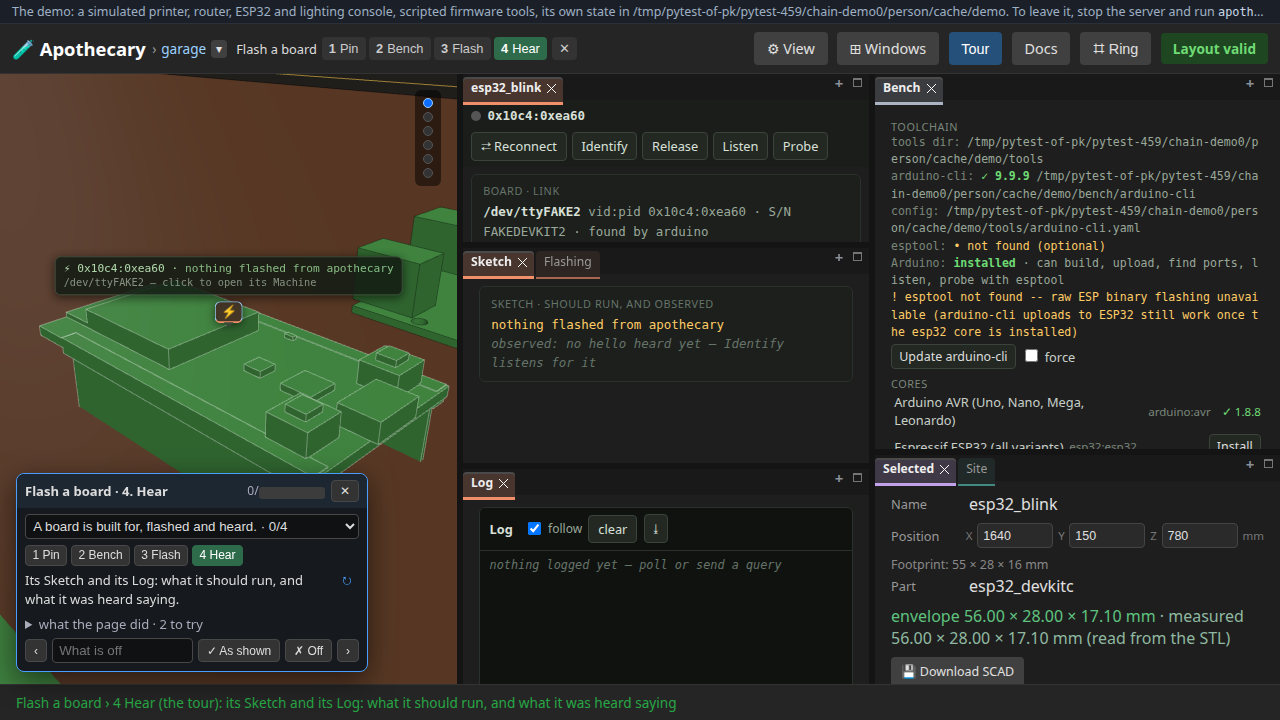 The demo: a simulated printer, router, ESP32 and lighting console, scripted firmware tools, its own state in /tmp/pytest-of-pk/pytest-459/chain-demo0/person/cache/demo. To leave it, stop the server and run apoth…
Apothecary › garage ▾ Flash a board 1 Pin 2 Bench 3 Flash 4 Hear ✕ View Windows Tour Docs Ring Layout valid
esp32_blink
0x10c4:0xea60
Reconnect Identify Release Listen Probe
BOARD · LINK
/dev/ttyFAKE2 vid:pid 0x10c4:0xea60 · S/N
FAKEDEVKIT2 · found by arduino
⚡ 0x10c4:0xea60 · nothing flashed from apothecary
/dev/ttyFAKE2 — click to open its Machine
Sketch Flashing
SKETCH · SHOULD RUN, AND OBSERVED
nothing flashed from apothecary
observed: no hello heard yet — Identify
listens for it
Log
Log follow clear
nothing logged yet — poll or send a query
Bench
TOOLCHAIN
tools dir: /tmp/pytest-of-pk/pytest-459/chain-demo0/p
erson/cache/demo/tools
arduino-cli: ✓ 9.9.9 /tmp/pytest-of-pk/pytest-459/cha
in-demo0/person/cache/demo/bench/arduino-cli
config: /tmp/pytest-of-pk/pytest-459/chain-demo0/pers
on/cache/demo/tools/arduino-cli.yaml
esptool: • not found (optional)
Arduino: installed · can build, upload, find ports, l
isten, probe with esptool
! esptool not found -- raw ESP binary flashing unavai
lable (arduino-cli uploads to ESP32 still work once t
he esp32 core is installed)
Update arduino-cli force
CORES
Arduino AVR (Uno, Nano, Mega,
Leonardo) arduino:avr ✓ 1.8.8
Espressif ESP32 (all variants) esp32:esp32 Install
Selected Site
Name esp32_blink
Position X 1640 Y 150 Z 780 mm
Footprint: 55 × 28 × 16 mm
Part esp32_devkitc
envelope 56.00 × 28.00 × 17.10 mm · measured
56.00 × 28.00 × 17.10 mm (read from the STL)
Download SCAD
Flash a board · 4. Hear 0/ ✕
A board is built for, flashed and heard. · 0/4
1 Pin 2 Bench 3 Flash 4 Hear
Its Sketch and its Log: what it should run, and
what it was heard saying.
▶ what the page did · 2 to try
‹ What is off ✓ As shown ✗ Off ›
Flash a board › 4 Hear (the tour): its Sketch and its Log: what it should run, and what it was heard saying